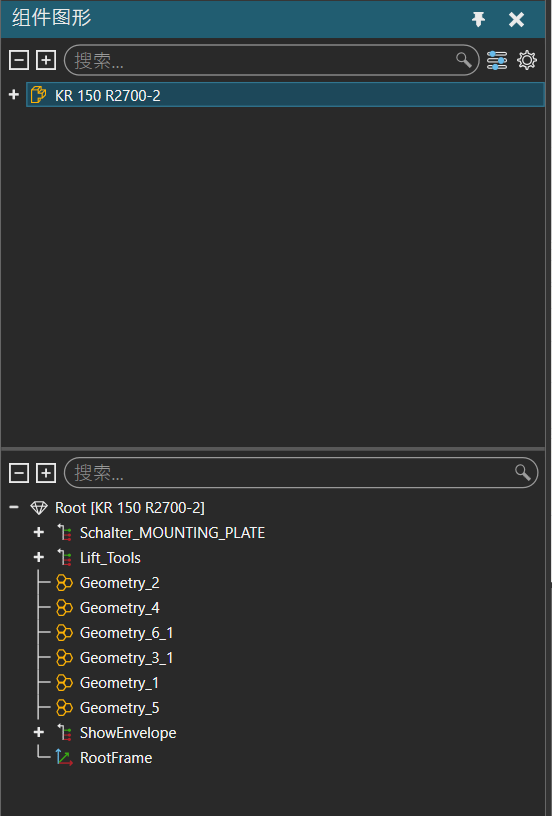 组件图形
搜索...
KR 150 R2700-2
搜索...
Root [KR 150 R2700-2]
Schalter_MOUNTING_PLATE
Lift_Tools
Geometry_2
Geometry_4
Geometry_6_1
Geometry_3_1
Geometry_1
Geometry_5
ShowEnvelope
RootFrame